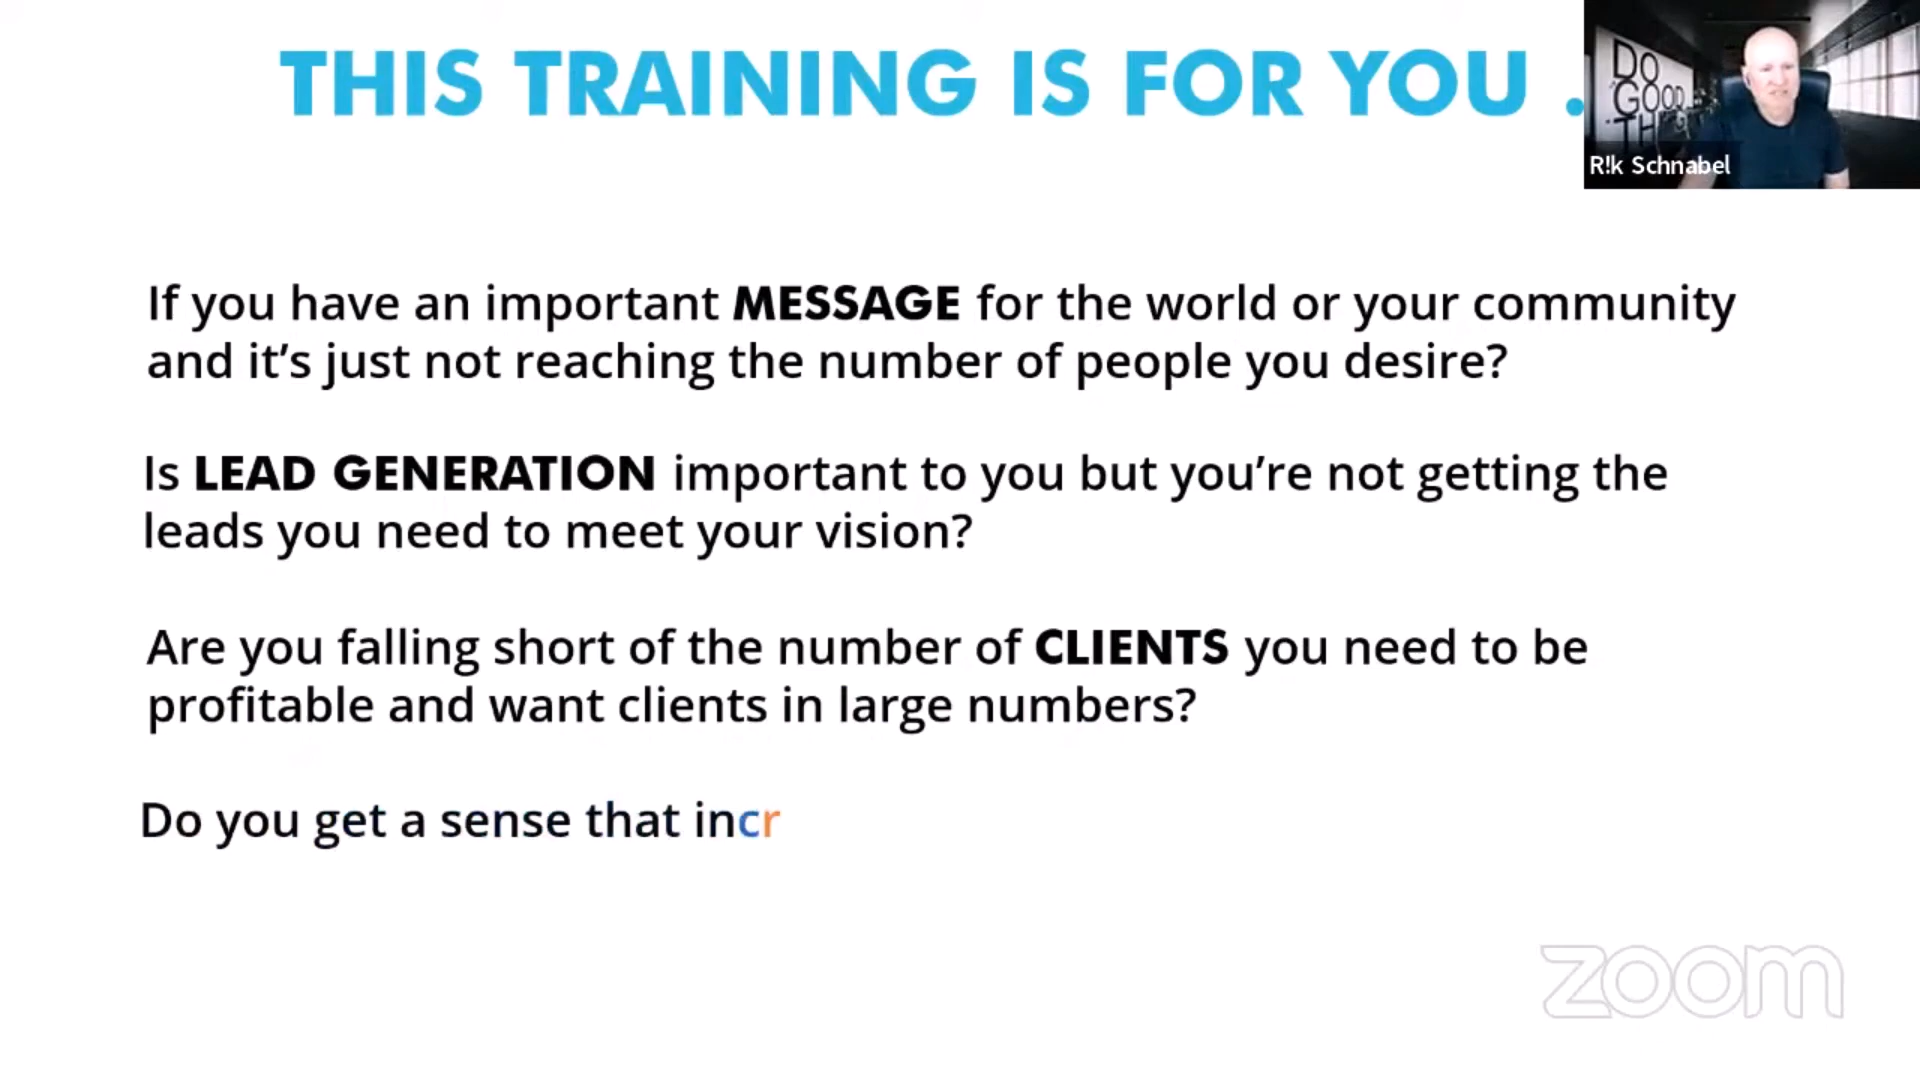 THIS TRAINING IS FOR YOU .
DO
GOOD
R!k Schnabel
If you have an important MESSAGE for the world or your community
and it’s just not reaching the number of people you desire?
Is LEAD GENERATION important to you but you’re not getting the
leads you need to meet your vision?
Are you falling short of the number of CLIENTS you need to be
profitable and want clients in large numbers?
Do you get a sense that incr
zoom